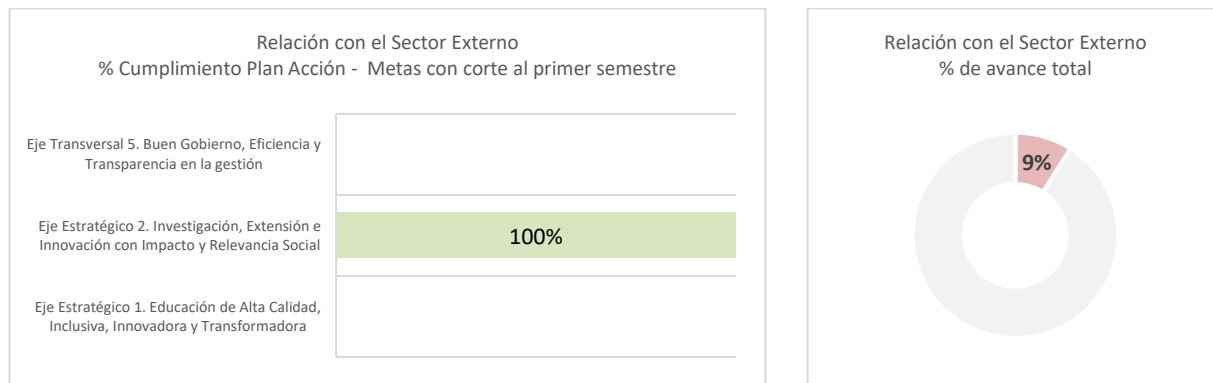 Relación con el Sector Externo
% Cumplimiento Plan Acción - Metas con corte al primer semestre
Eje Transversal 5. Buen Gobierno, Eficiencia y
Transparencia en la gestión
Eje Estratégico 2. Investigación, Extensión e
Innovación con Impacto y Relevancia Social
100%
Eje Estratégico 1. Educación de Alta Calidad,
Inclusiva, Innovadora y Transformadora
Relación con el Sector Externo
% de avance total
9%